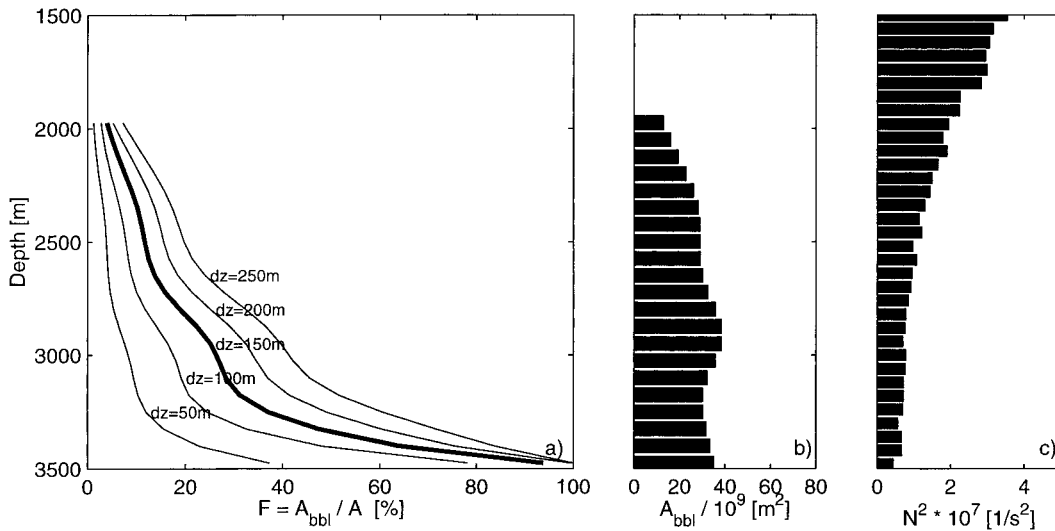 1500
2000
2500
3000
3500
Depth [m]
dz=250m
dz=200m
dz=150m
dz=100m
dz=50m
a)
0 20 40 60 80 100
F = A_bbl / A [%]
b)
0 20 40 60 80
A_bbl / 10^9 [m^2]
c)
0 2 4
N^2 * 10^7 [1/s^2]